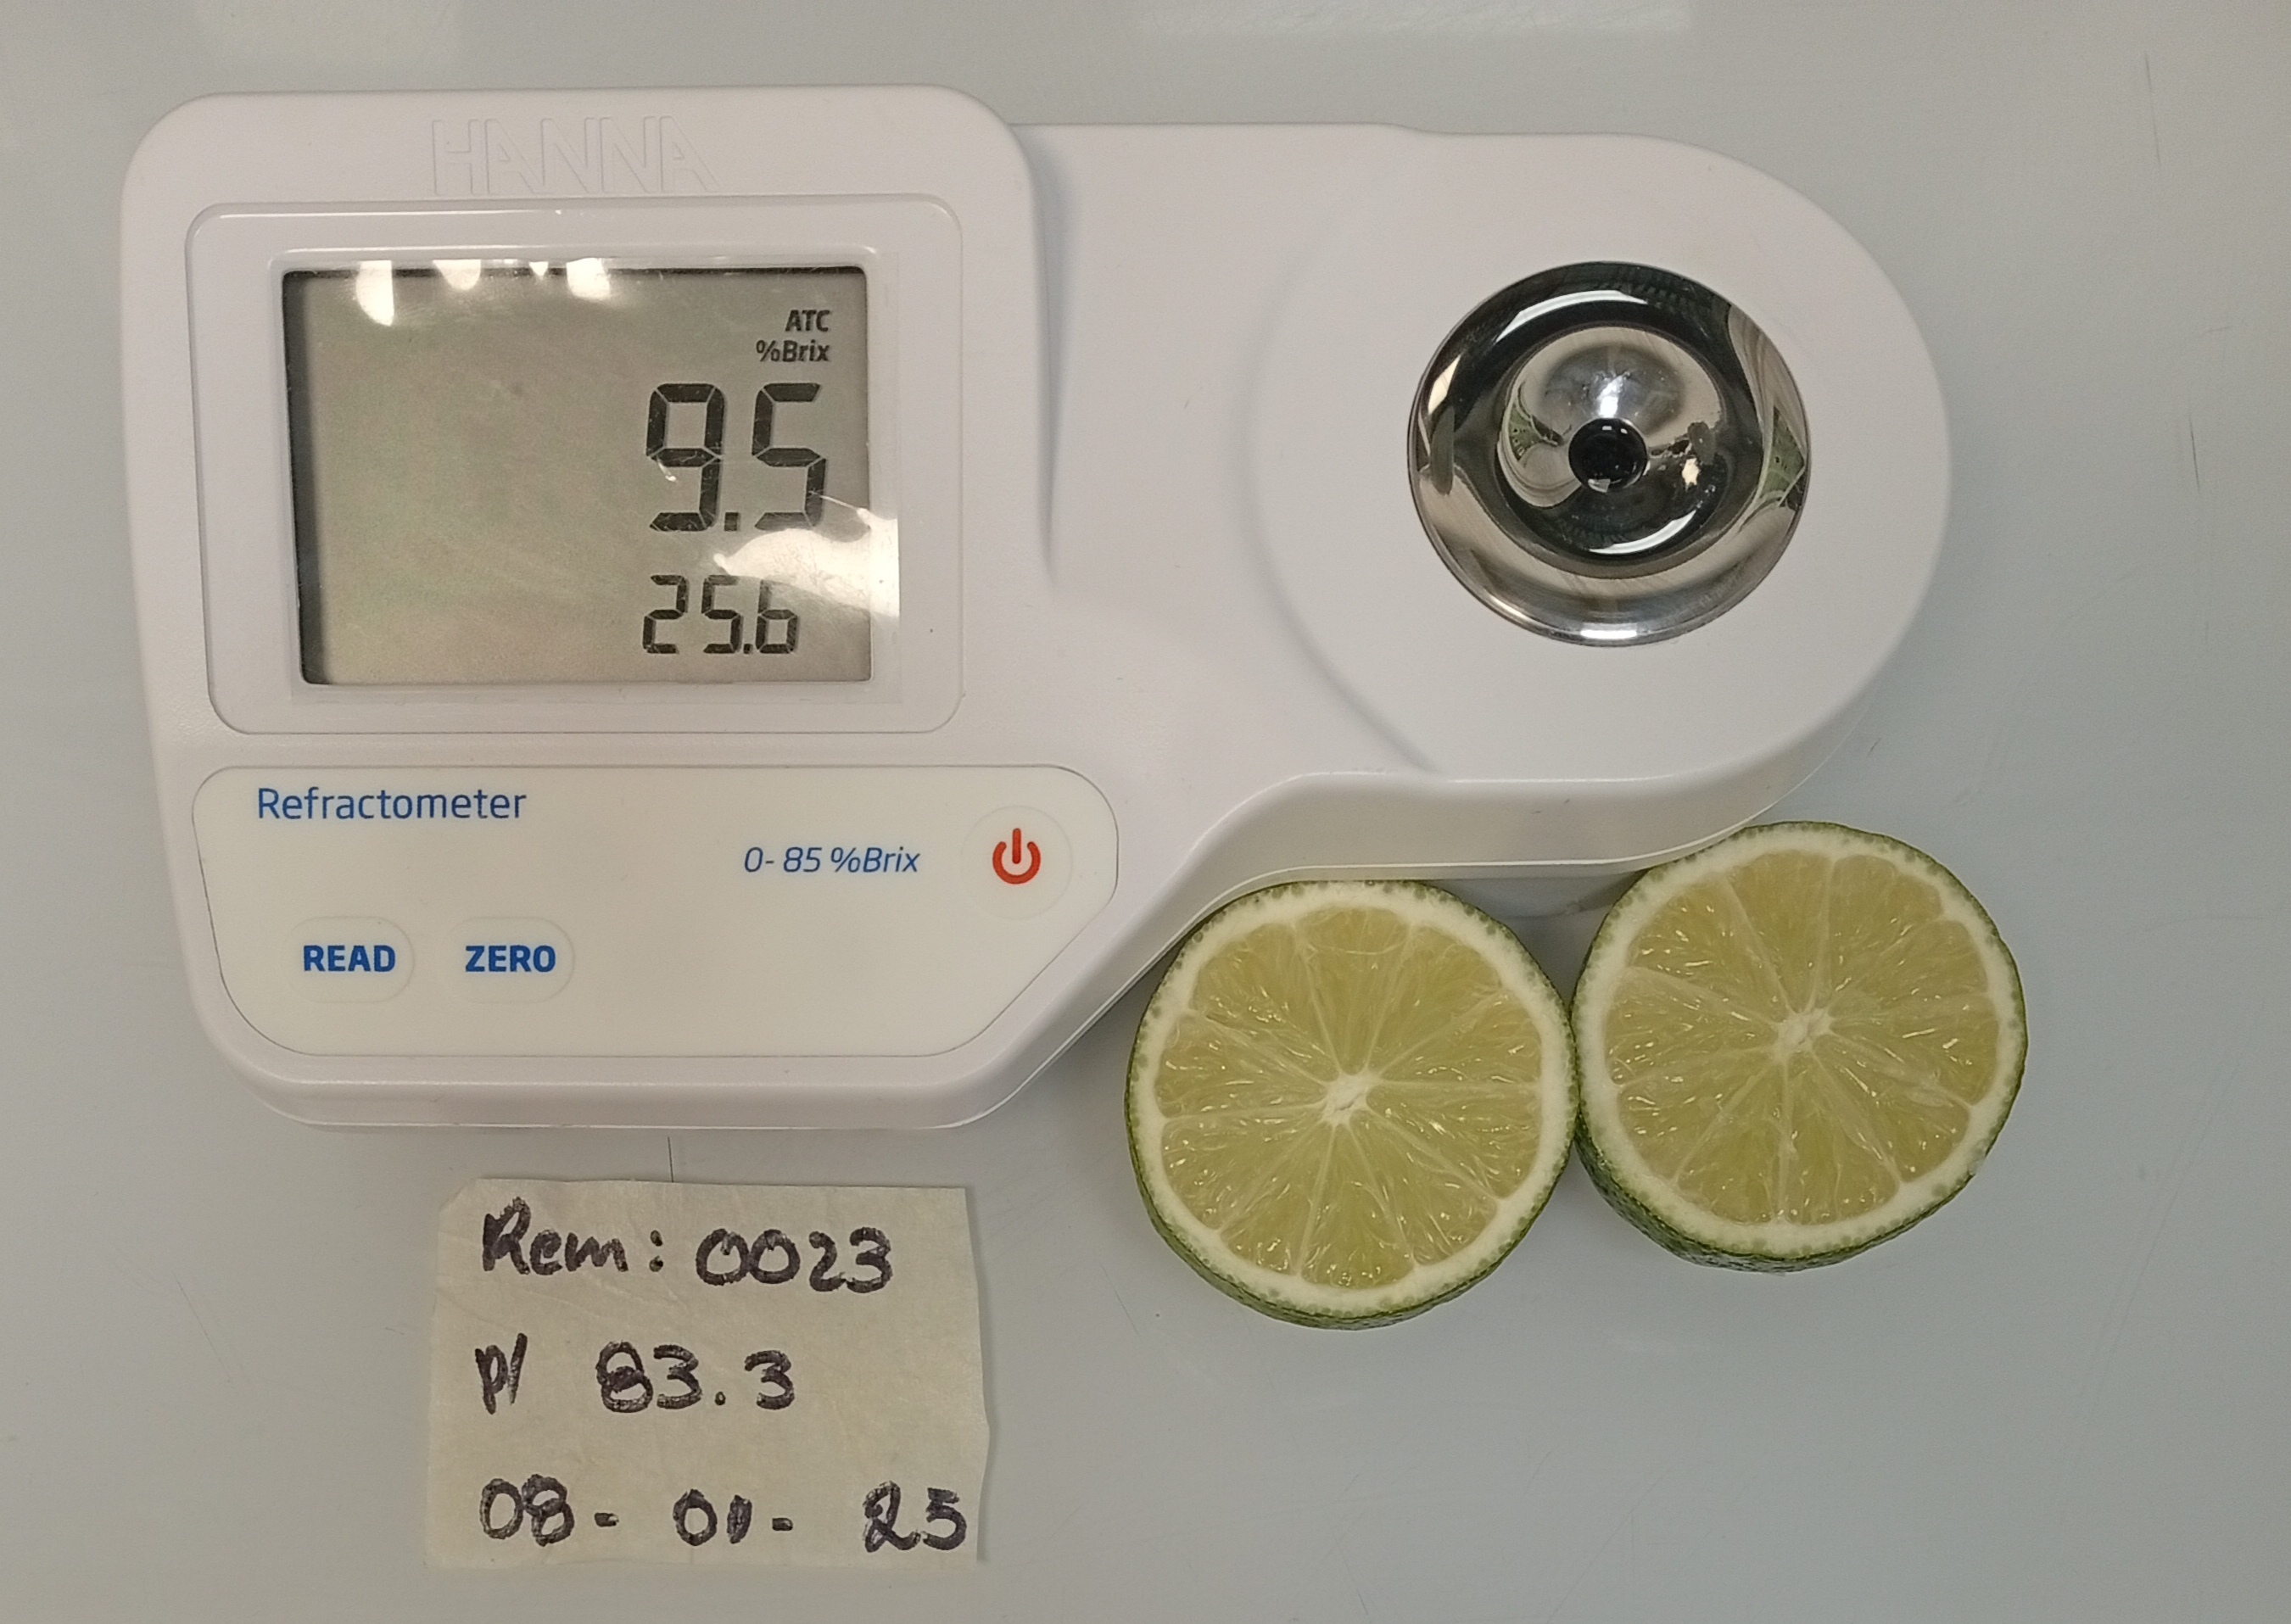 HANNA
ATC
%Brix
9.5
25.6
Refractometer
0- 85 %Brix
READ ZERO
Rem: 0023
P/ 83.3
08- 01- 25